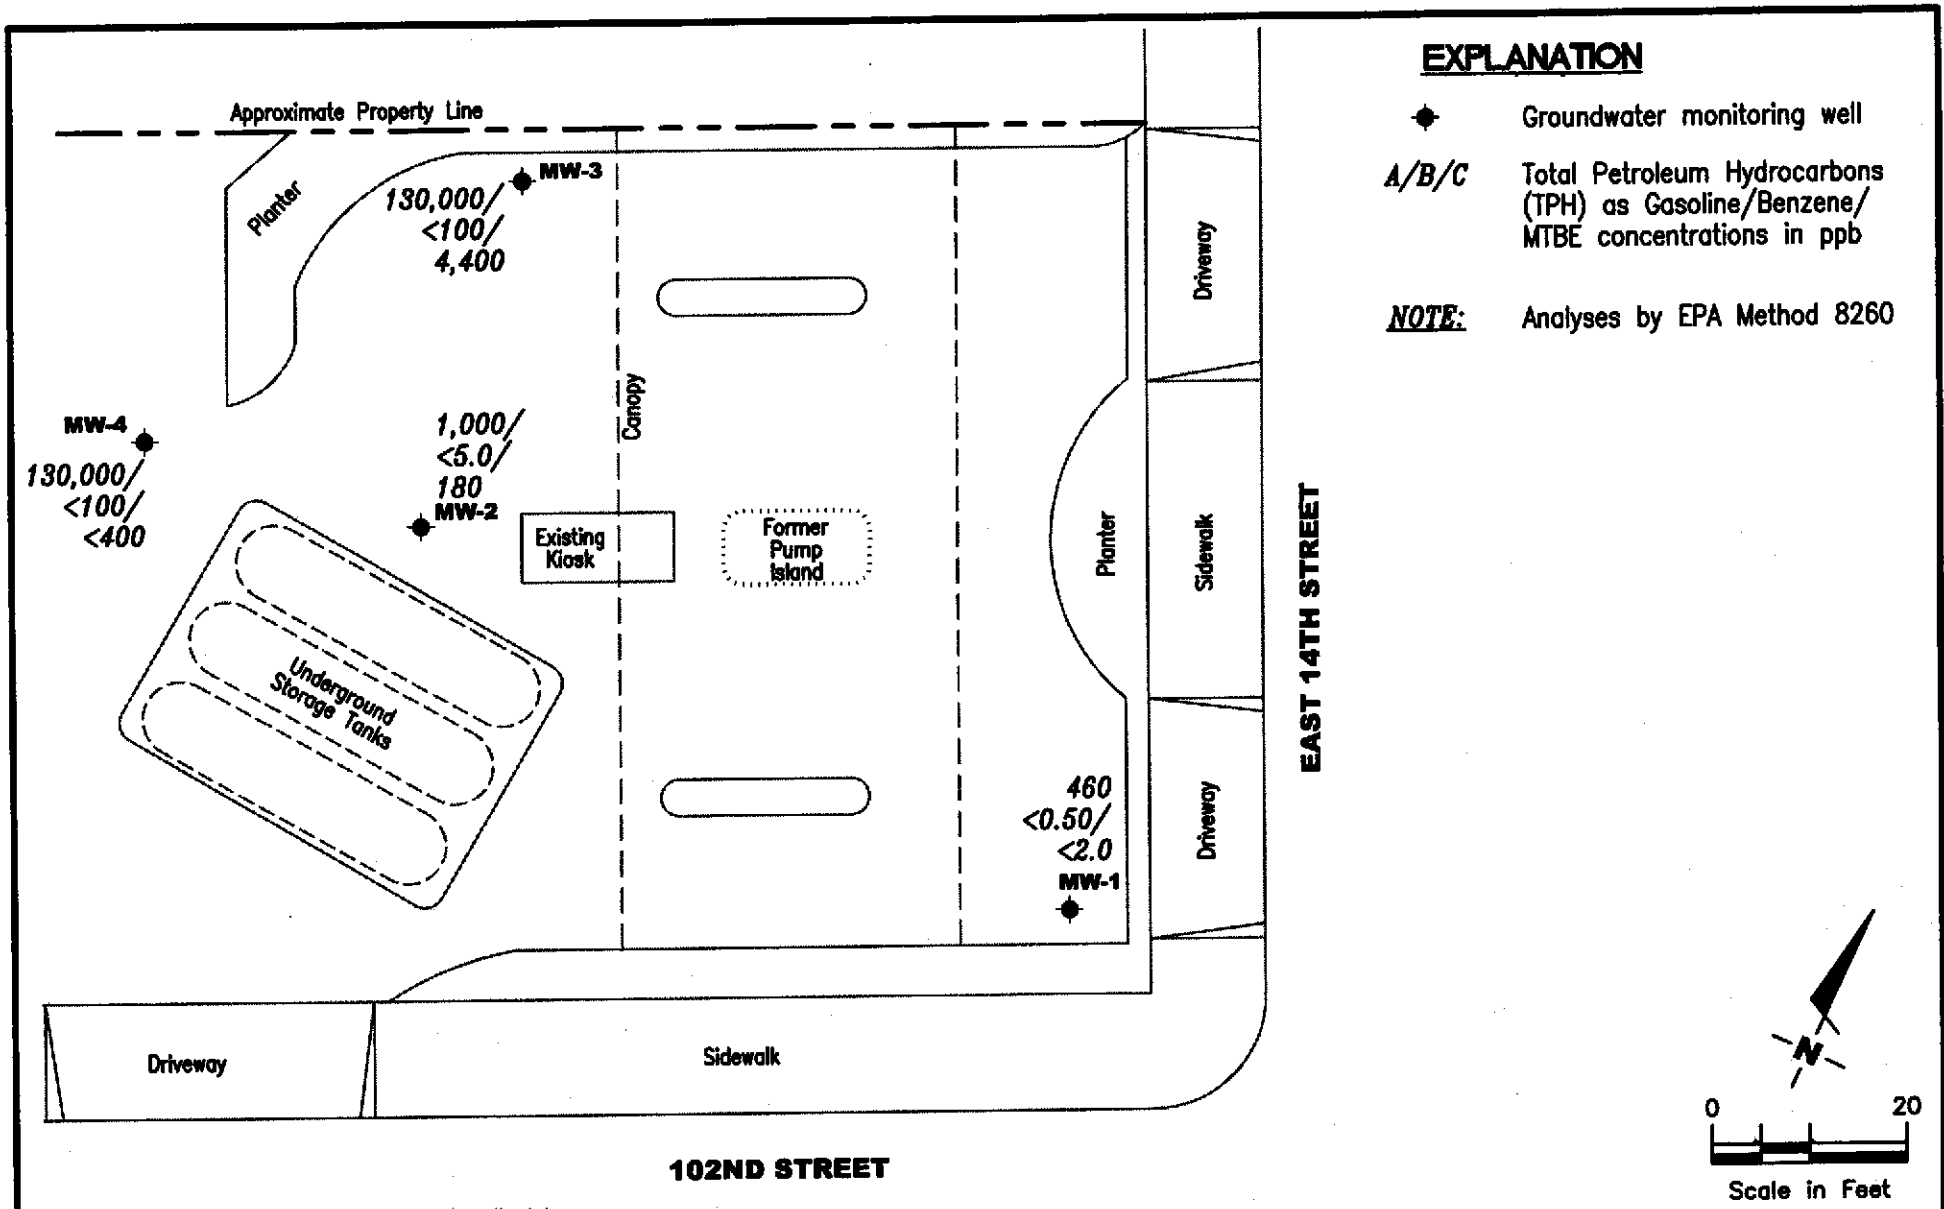 EXPLANATION
Groundwater monitoring well
A/B/C Total Petroleum Hydrocarbons
(TPH) as Gasoline/Benzene/
MTBE concentrations in ppb
NOTE: Analyses by EPA Method 8260
Approximate Property Line
Planter
MW-3
130,000/
<100/
4,400
Driveway
Canopy
MW-4
130,000/
<100/
<400
1,000/
<5.0/
180
MW-2
Existing
Kiosk
Former
Pump
Island
Planter
Sidewalk
EAST 14TH STREET
Underground
Storage Tanks
460
<0.50/
<2.0
MW-1
Driveway
Driveway
Sidewalk
102ND STREET
N
0 20
Scale in Feet